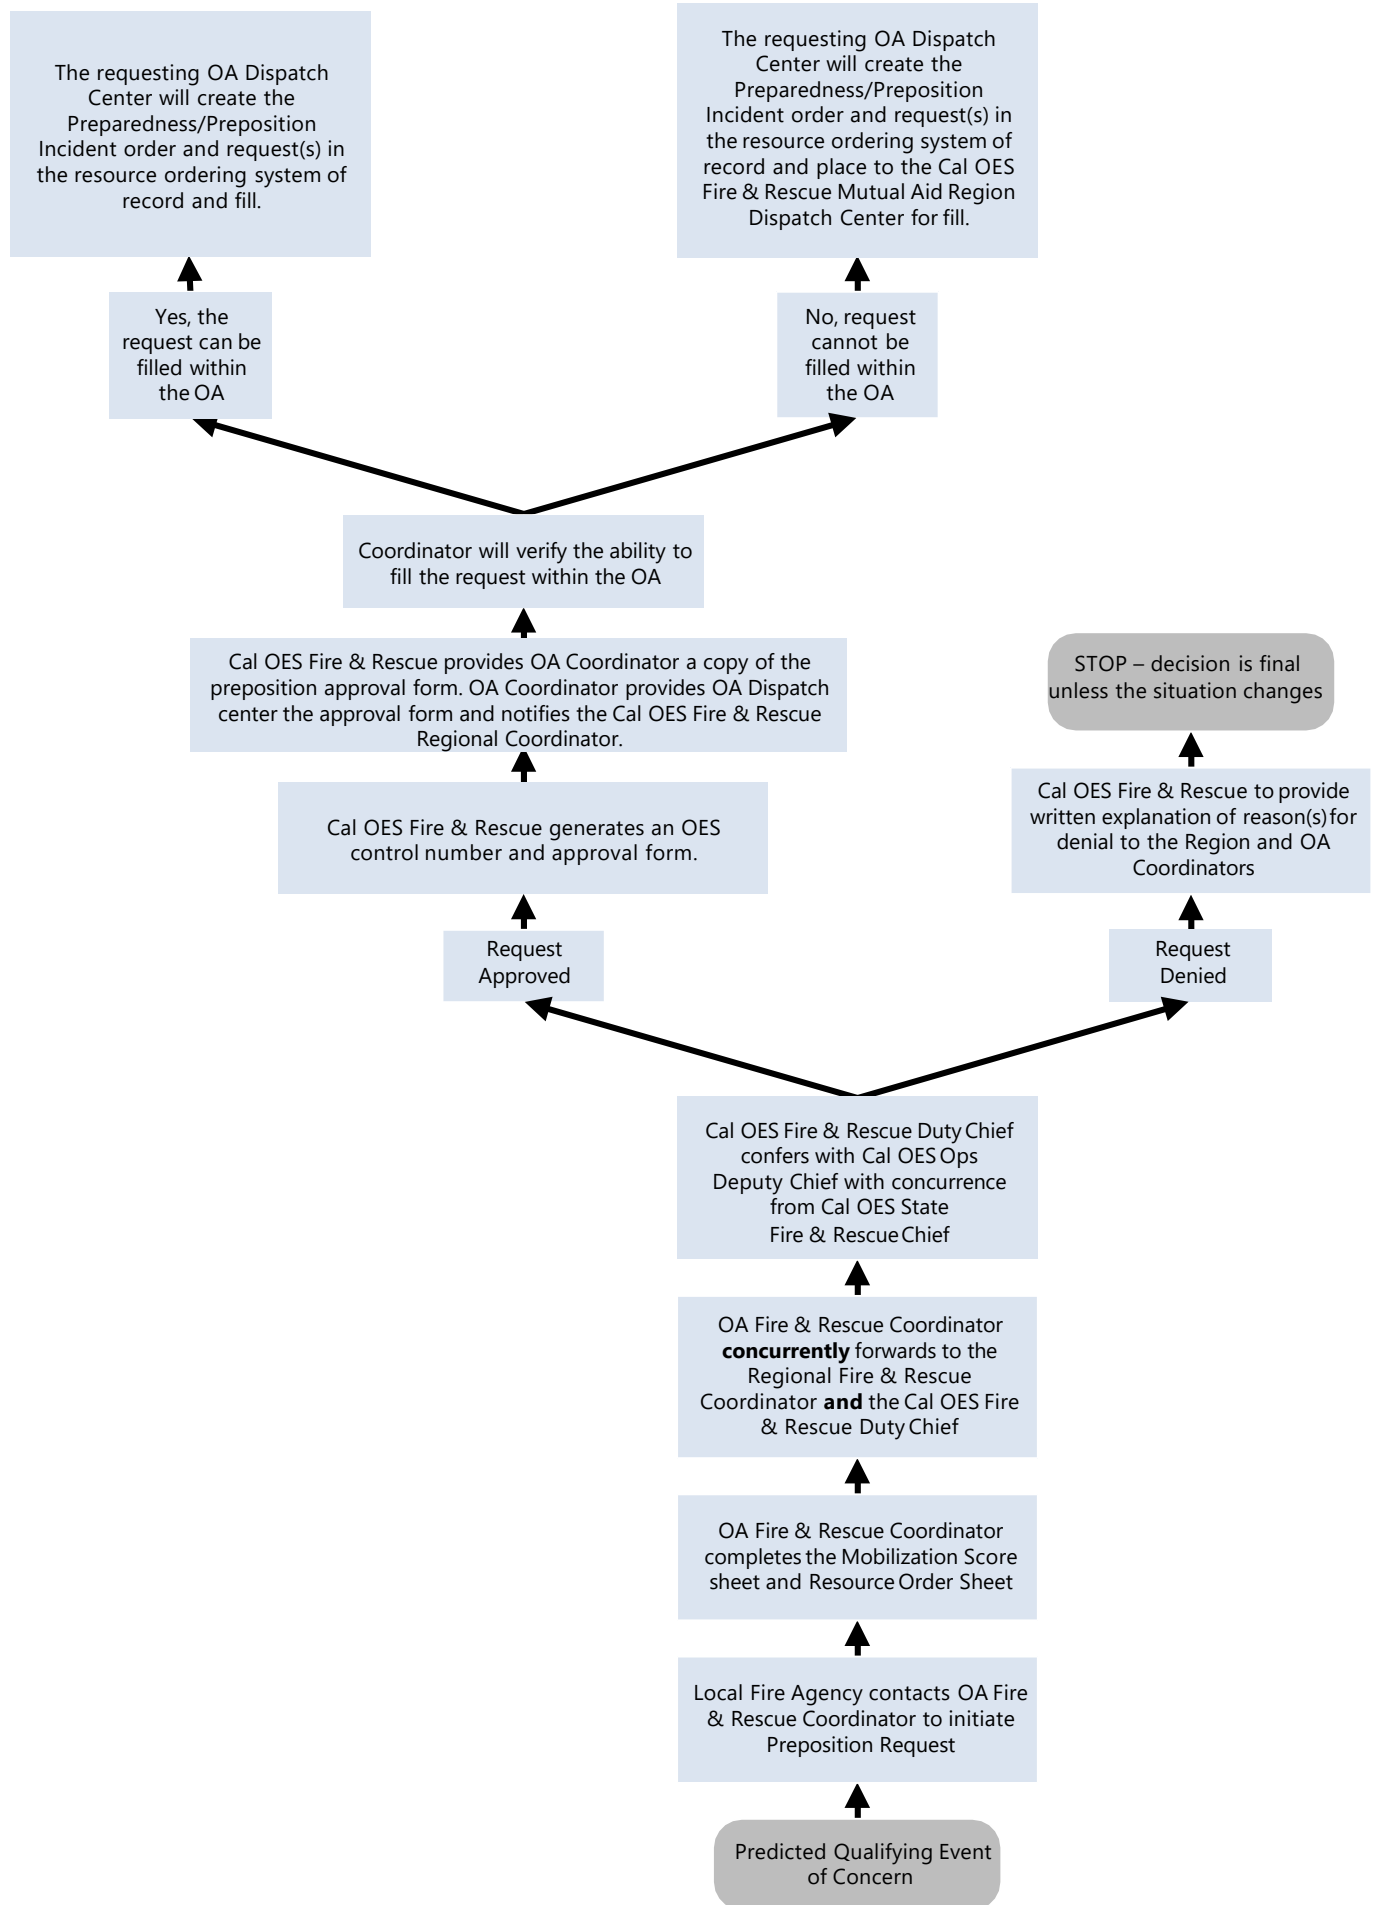 The requesting OA Dispatch
Center will create the
Preparedness/Preposition
Incident order and request(s) in
the resource ordering system of
record and fill.
The requesting OA Dispatch
Center will create the
Preparedness/Preposition
Incident order and request(s) in
the resource ordering system of
record and place to the Cal OES
Fire & Rescue Mutual Aid Region
Dispatch Center for fill.
Yes, the
request can be
filled within
the OA
No, request
cannot be
filled within
the OA
Coordinator will verify the ability to
fill the request within the OA
Cal OES Fire & Rescue provides OA Coordinator a copy of the
preposition approval form. OA Coordinator provides OA Dispatch
center the approval form and notifies the Cal OES Fire & Rescue
Regional Coordinator.
STOP – decision is final
unless the situation changes
Cal OES Fire & Rescue generates an OES
control number and approval form.
Cal OES Fire & Rescue to provide
written explanation of reason(s) for
denial to the Region and OA
Coordinators
Request
Approved
Request
Denied
Cal OES Fire & Rescue Duty Chief
confers with Cal OES Ops
Deputy Chief with concurrence
from Cal OES State
Fire & Rescue Chief
OA Fire & Rescue Coordinator
concurrently forwards to the
Regional Fire & Rescue
Coordinator and the Cal OES Fire
& Rescue Duty Chief
OA Fire & Rescue Coordinator
completes the Mobilization Score
sheet and Resource Order Sheet
Local Fire Agency contacts OA Fire
& Rescue Coordinator to initiate
Preposition Request
Predicted Qualifying Event
of Concern